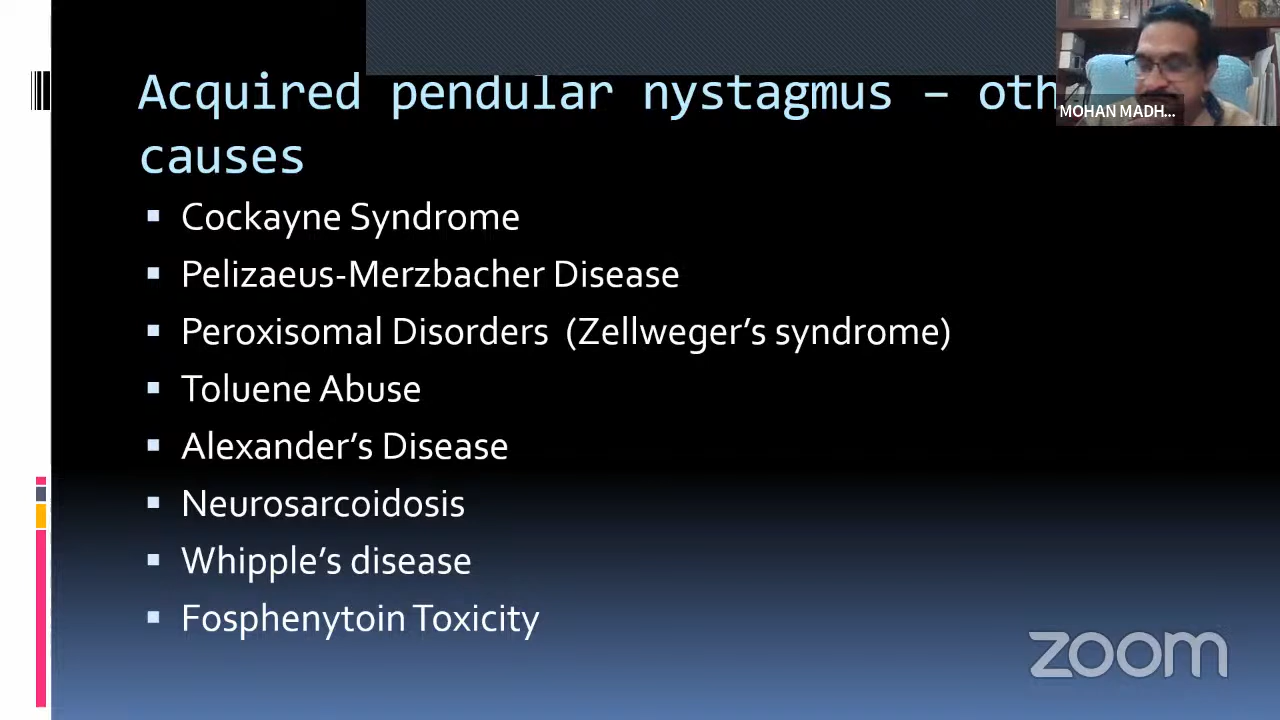 Acquired pendular nystagmus –
causes
MOHAN MADH...
▪ Cockayne Syndrome
▪ Pelizaeus-Merzbacher Disease
▪ Peroxisomal Disorders (Zellweger’s syndrome)
▪ Toluene Abuse
▪ Alexander’s Disease
▪ Neurosarcoidosis
▪ Whipple’s disease
▪ Fosphenytoin Toxicity
zoom